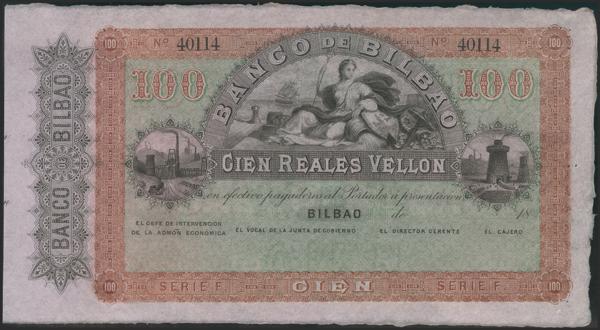 100 Nº 40114 Nº 40114 100
BANCO DE BILBAO
100 100
BANCO DE BILBAO
CIEN REALES VELLON
en efectivo pagaderos al Portador a presentacion
BILBAO de 18
EL GEFE DE INTERVENCION
DE LA ADMON ECONOMICA.
EL VOCAL DE LA JUNTA DE GOBIERNO
EL DIRECTOR GERENTE
EL CAJERO
100 SERIE F. CIEN SERIE F. 100